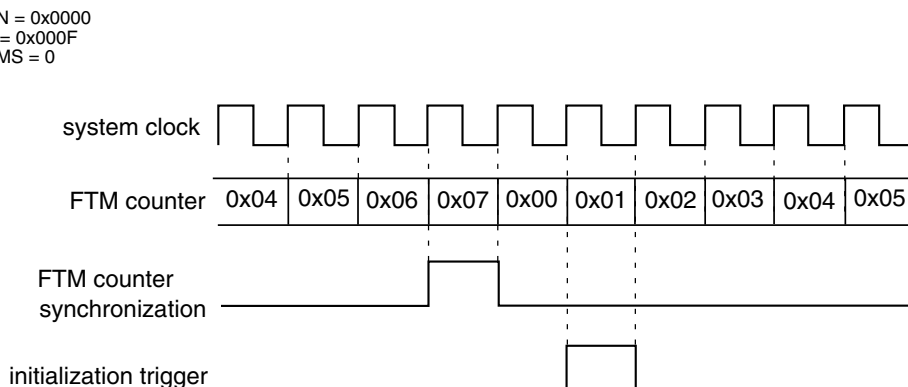 N = 0x0000
= 0x000F
MS = 0
system clock
FTM counter 0x04 0x05 0x06 0x07 0x00 0x01 0x02 0x03 0x04 0x05
FTM counter
synchronization
initialization trigger